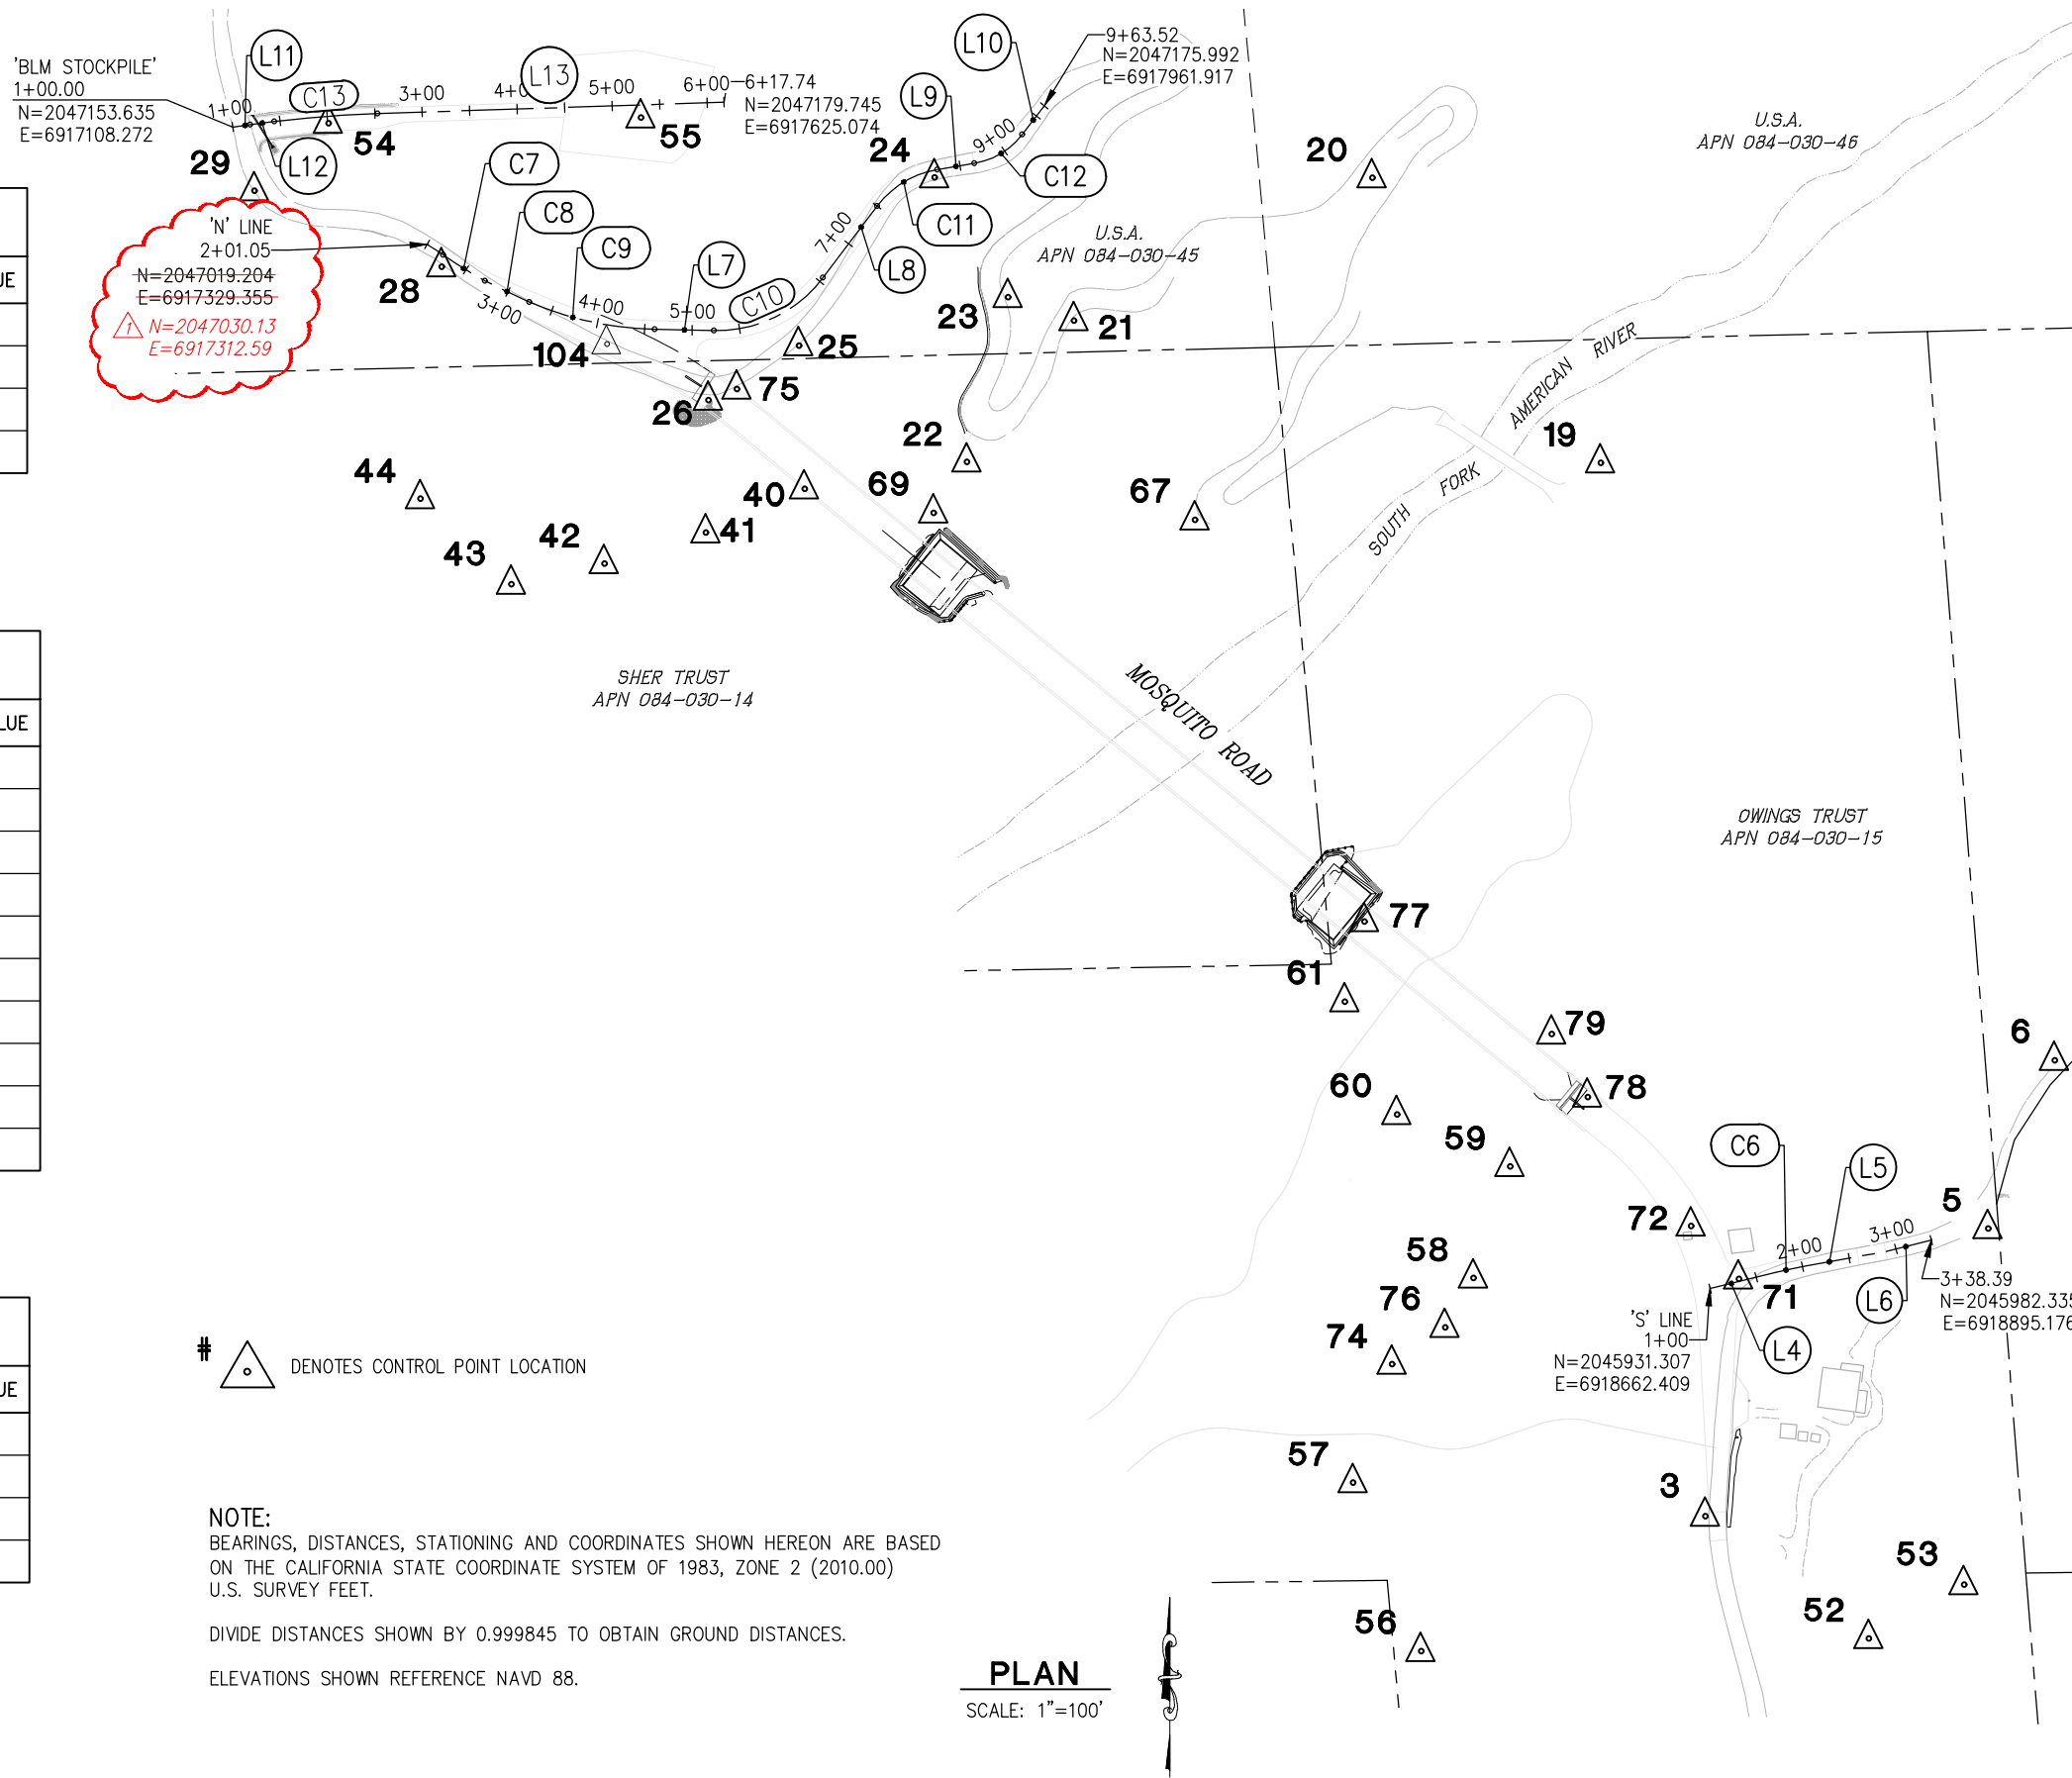 'BLM STOCKPILE'
1+00.00
N=2047153.635
E=6917108.272
L11
1+00
C13
3+00
L13
5+00
6+00
6+17.74
N=2047179.745
E=6917625.074
L10
9+63.52
N=2047175.992
E=6917961.917
L9
9+00
29
L12
54
55
24
C12
20
U.S.A.
APN 084-030-46
C7
C8
C9
C11
7+00
L8
L7
C10
'N' LINE
2+01.05
N=2047019.204
E=6917329.355
1 N=2047030.13
E=6917312.59
28
3+00
4+00
5+00
U.S.A.
APN 084-030-45
23
21
104
25
75
26
22
19
AMERICAN RIVER
SOUTH FORK
44
40
69
67
43
42
41
SHER TRUST
APN 084-030-14
MOSQUITO ROAD
OWINGS TRUST
APN 084-030-15
77
61
79
6
60
78
59
C6
L5
5
72
2+00
3+00
58
71
L6
3+38.39
N=2045982.335
E=6918895.176
76
74
'S' LINE
1+00
N=2045931.307
E=6918662.409
L4
57
3
53
52
56
UE
LUE
UE
# DENOTES CONTROL POINT LOCATION
NOTE:
BEARINGS, DISTANCES, STATIONING AND COORDINATES SHOWN HEREON ARE BASED
ON THE CALIFORNIA STATE COORDINATE SYSTEM OF 1983, ZONE 2 (2010.00)
U.S. SURVEY FEET.
DIVIDE DISTANCES SHOWN BY 0.999845 TO OBTAIN GROUND DISTANCES.
ELEVATIONS SHOWN REFERENCE NAVD 88.
PLAN
SCALE: 1"=100'